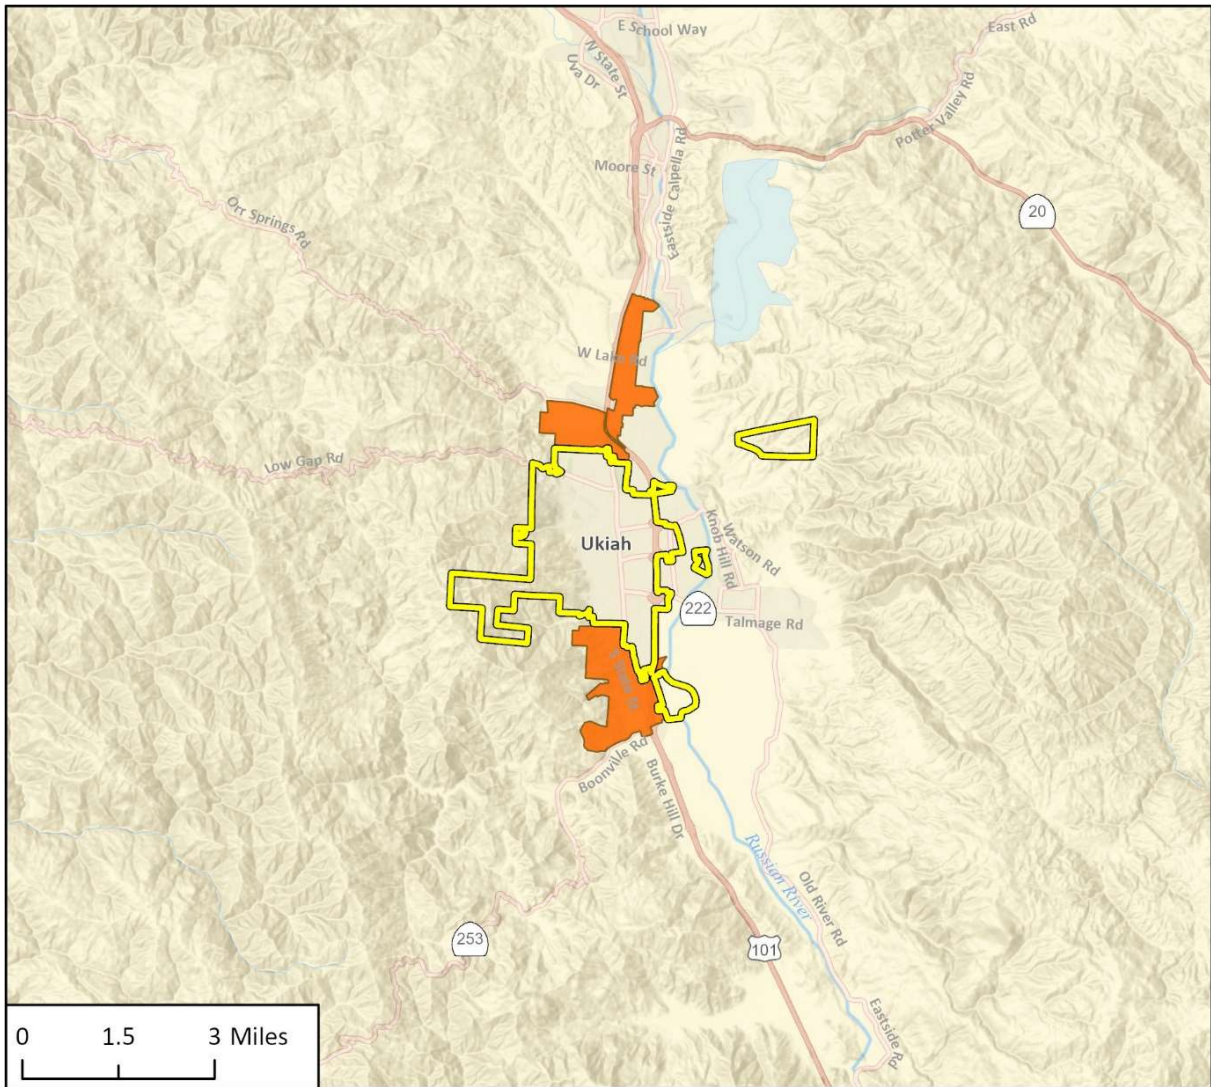 E School Way
East Rd
N State St
Uva Dr
Potter Valley Rd
Moore St
Eastside Calpella Rd
20
Orr Springs Rd
W Lake Rd
Low Gap Rd
Ukiah
Knob Hill Rd
Watson Rd
222
Talmage Rd
S State St
Boonville Rd
Burke Hill Dr
Russian River
Old River Rd
253
101
Eastside Rd
0 1.5 3 Miles